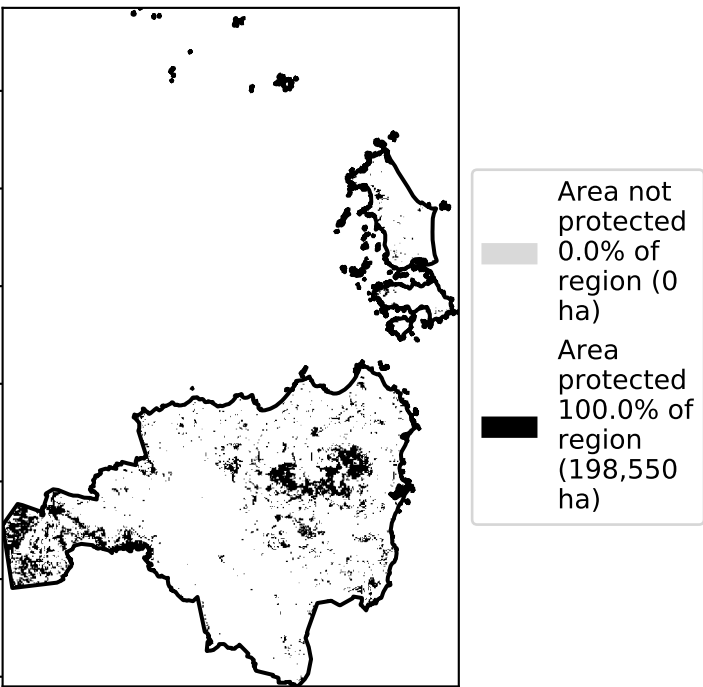 Area not
protected
0.0% of
region (0
ha)
Area
protected
100.0% of
region
(198,550
ha)